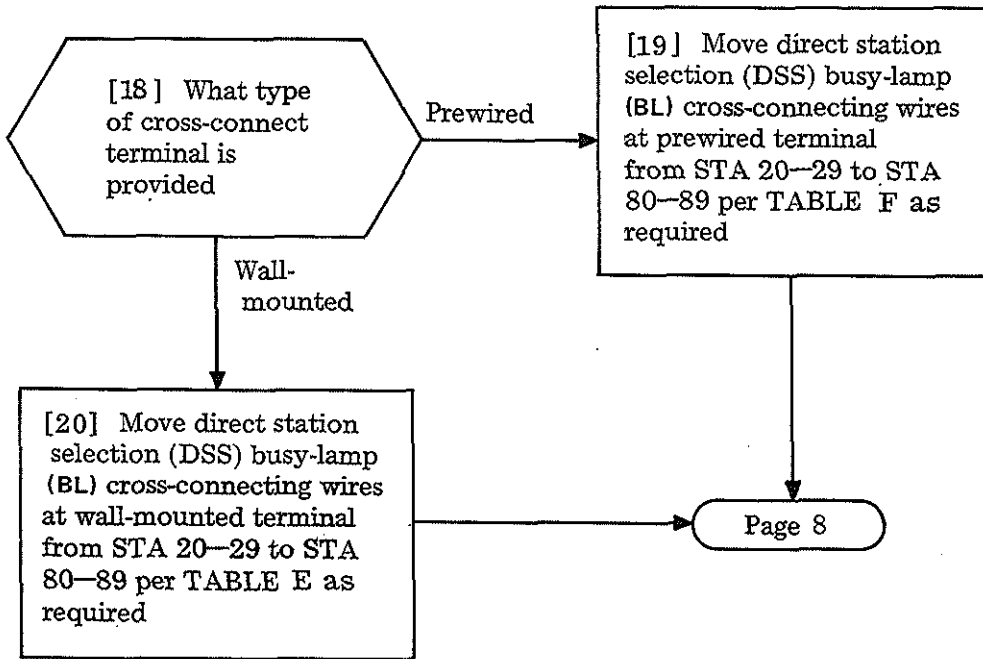 [18] What type
of cross-connect
terminal is
provided
Prewired
[19] Move direct station
selection (DSS) busy-lamp
(BL) cross-connecting wires
at prewired terminal
from STA 20—29 to STA
80—89 per TABLE F as
required
Wall-
mounted
[20] Move direct station
selection (DSS) busy-lamp
(BL) cross-connecting wires
at wall-mounted terminal
from STA 20—29 to STA
80—89 per TABLE E as
required
Page 8